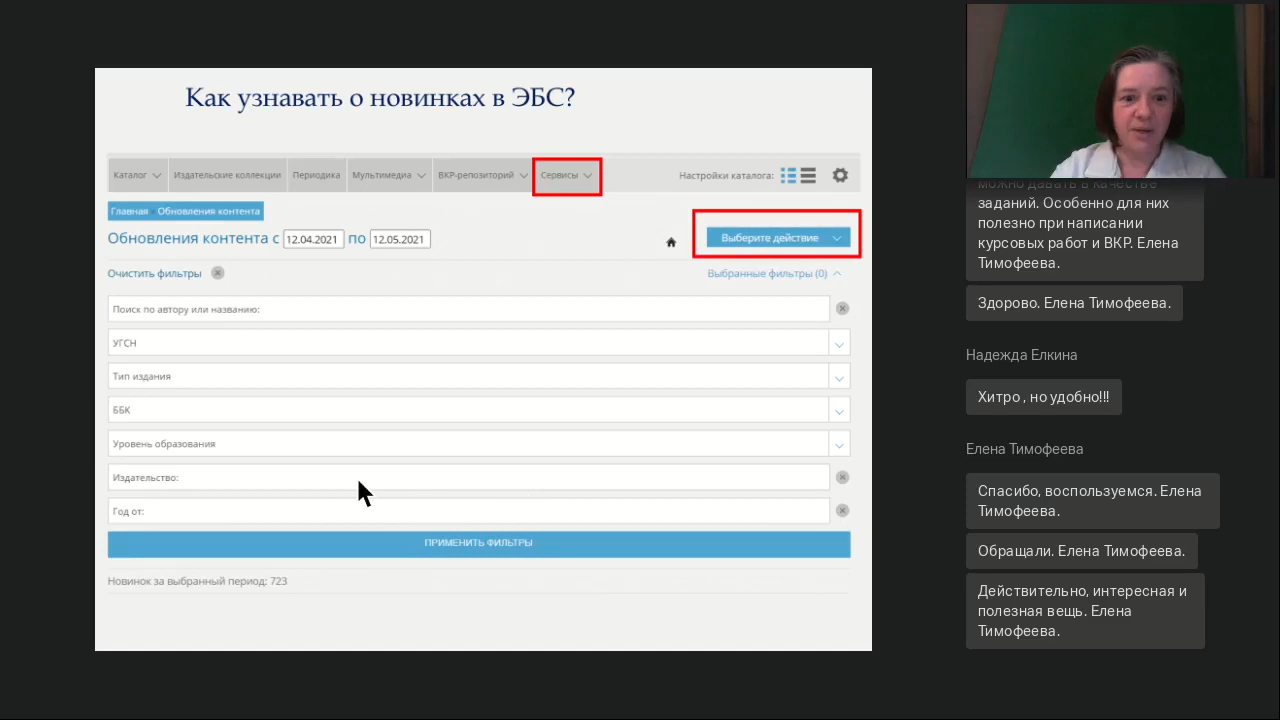 Как узнавать о новинках в ЭБС?
Каталог Издательские коллекции Периодика Мультимедиа ВКР-репозиторий Сервисы Настройки каталога:
Главная Обновления контента
Обновления контента с 12.04.2021 по 12.05.2021 Выберите действие
Очистить фильтры Выбранные фильтры (0)
Поиск по автору или названию:
УГСН
Тип издания
ББК
Уровень образования
Издательство:
Год от:
ПРИМЕНИТЬ ФИЛЬТРЫ
Новинок за выбранный период: 723
можно давать в качестве
заданий. Особенно для них
полезно при написании
курсовых работ и ВКР. Елена
Тимофеева.
Здорово. Елена Тимофеева.
Надежда Елкина
Хитро , но удобно!!!
Елена Тимофеева
Спасибо, воспользуемся. Елена
Тимофеева.
Обращали. Елена Тимофеева.
Действительно, интересная и
полезная вещь. Елена
Тимофеева.